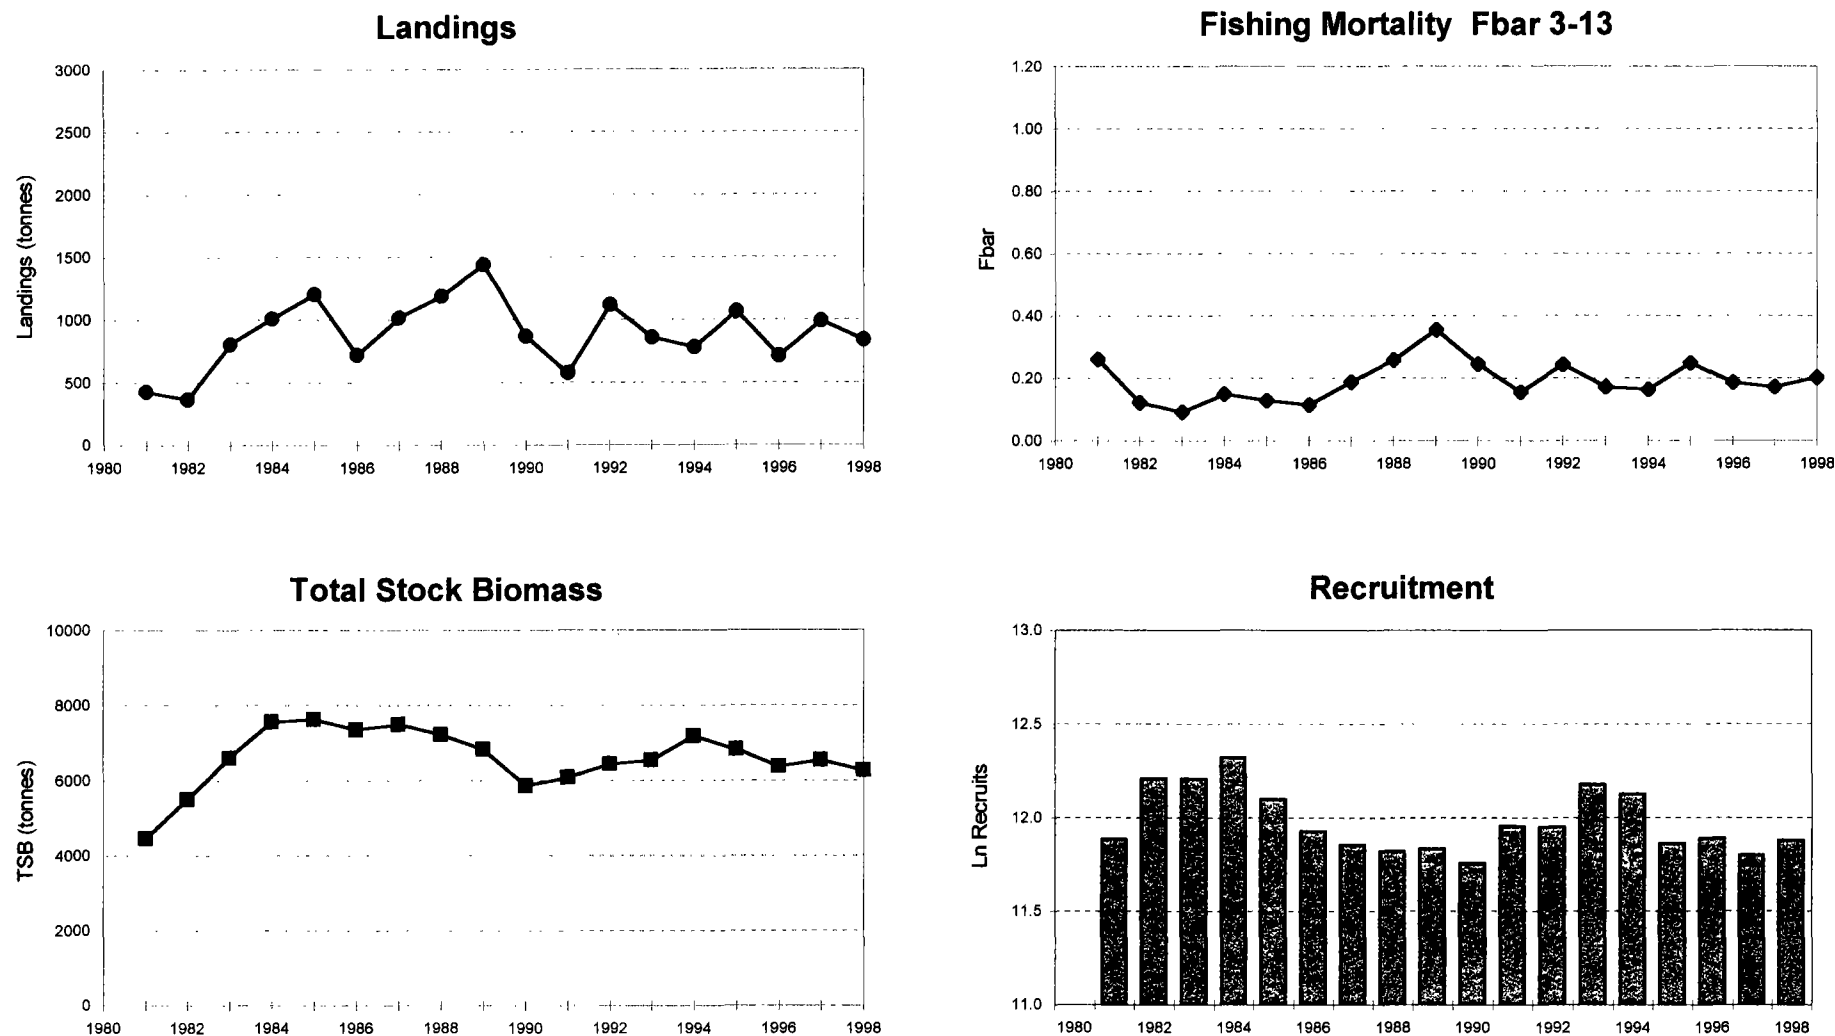 Landings
3000
2500
2000
1500
1000
500
0
Landings (tonnes)
1980 1982 1984 1986 1988 1990 1992 1994 1996 1998
Fishing Mortality Fbar 3-13
1.20
1.00
0.80
0.60
0.40
0.20
0.00
Fbar
1980 1982 1984 1986 1988 1990 1992 1994 1996 1998
Total Stock Biomass
10000
8000
6000
4000
2000
0
TSB (tonnes)
1980 1982 1984 1986 1988 1990 1992 1994 1996 1998
Recruitment
13.0
12.5
12.0
11.5
11.0
Ln Recruits
1980 1982 1984 1986 1988 1990 1992 1994 1996 1998